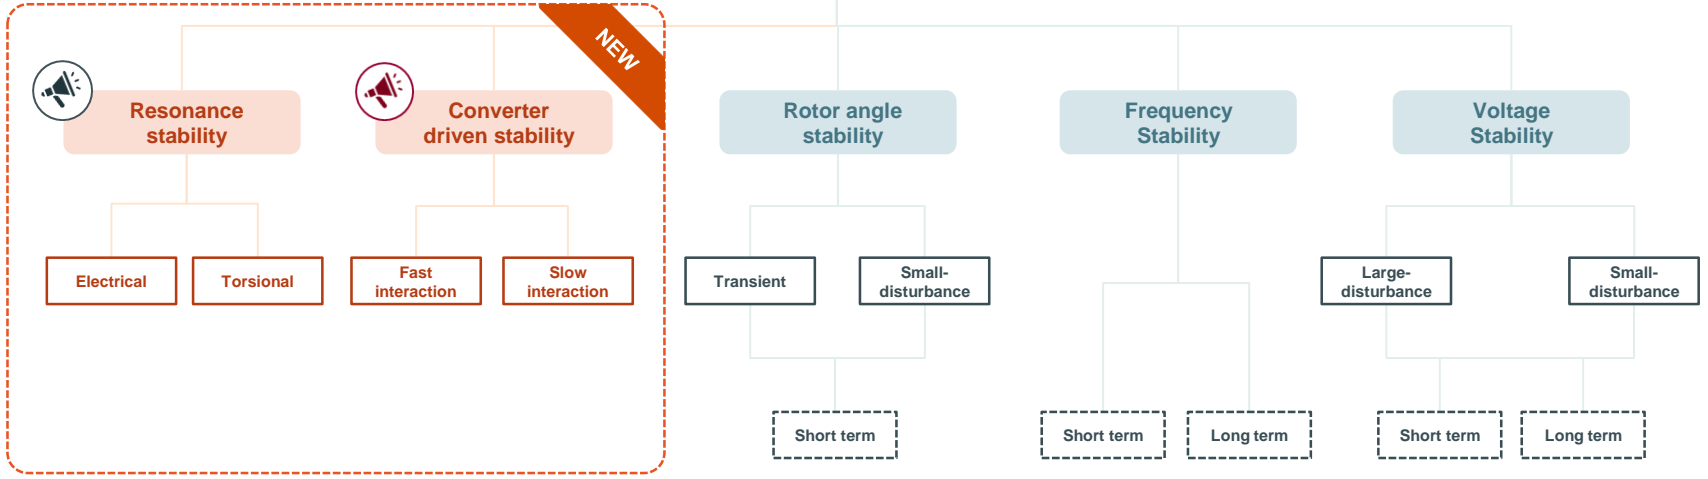 NEW
Resonance
stability
Converter
driven stability
Rotor angle
stability
Frequency
Stability
Voltage
Stability
Electrical
Torsional
Fast
interaction
Slow
interaction
Transient
Small-
disturbance
Large-
disturbance
Small-
disturbance
Short term
Short term
Long term
Short term
Long term